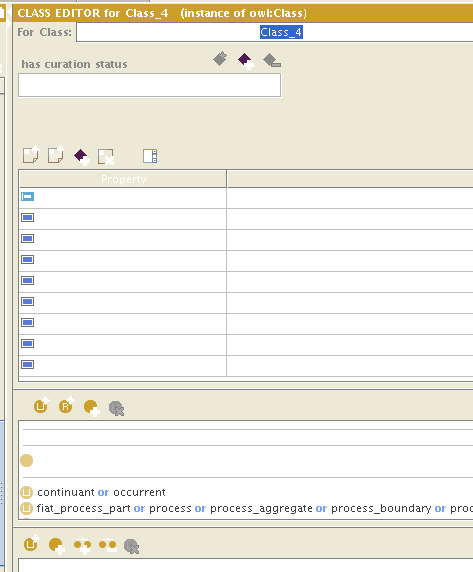 CLASS EDITOR for Class_4 (instance of owl:Class)
For Class: Class_4
has curation status
Property
continuant or occurrent
fiat_process_part or process or process_aggregate or process_boundary or proc